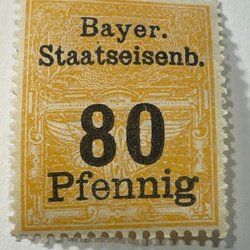 Bayer.
Staatseisenb.
80
Pfennig